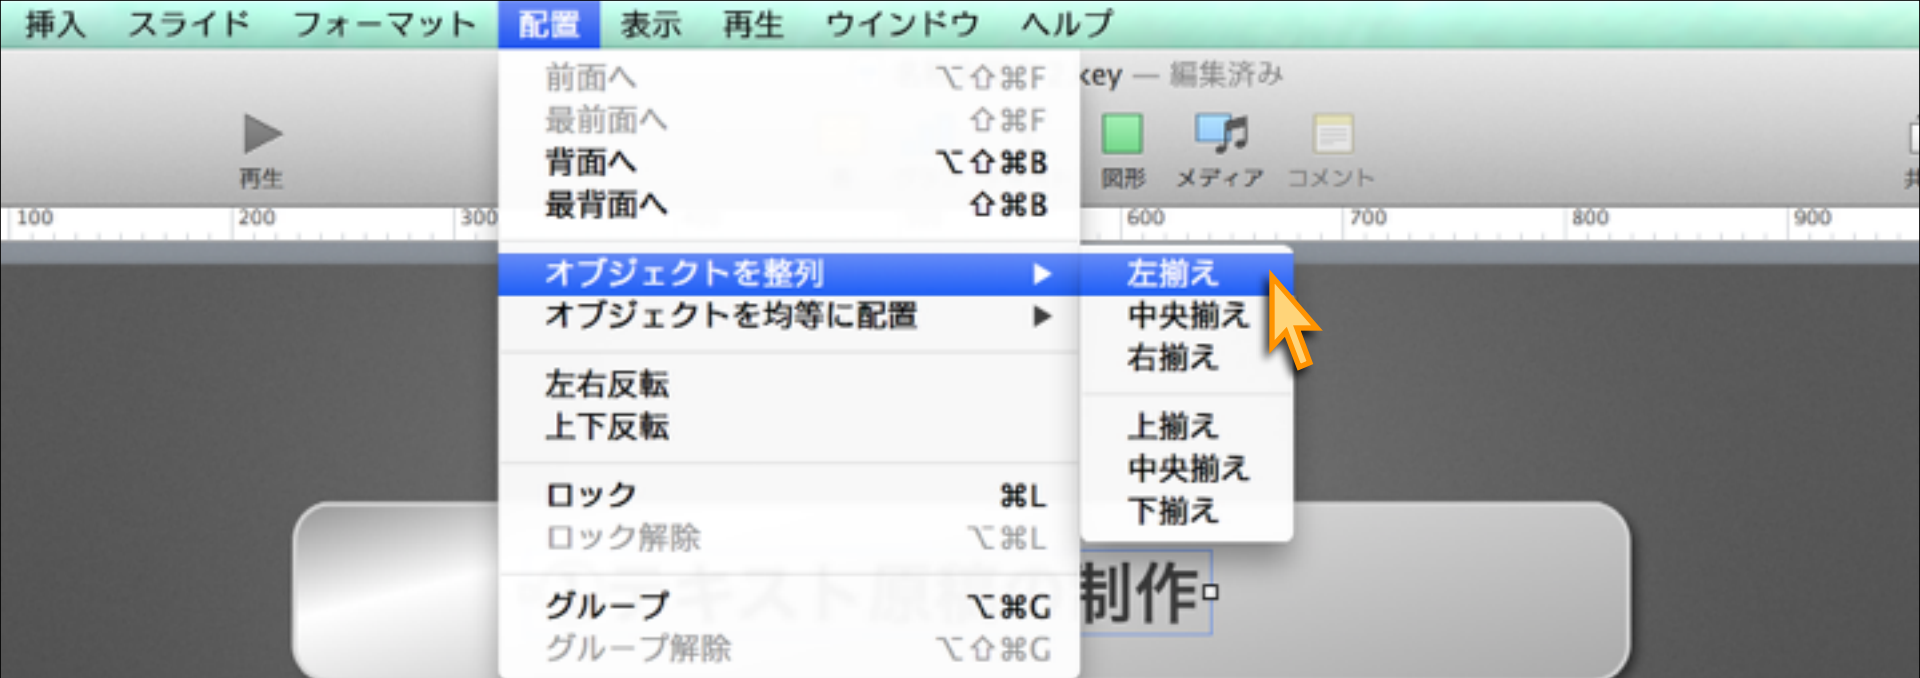 挿入 スライド フォーマット 配置 表示 再生 ウインドウ ヘルプ
key — 編集済み
再生
図形 メディア コメント
100 200 300 600 700 800 900
前面へ ⌥⇧⌘F
最前面へ ⇧⌘F
背面へ ⌥⇧⌘B
最背面へ ⇧⌘B
オブジェクトを整列 ▶
オブジェクトを均等に配置 ▶
左右反転
上下反転
ロック ⌘L
ロック解除 ⌥⌘L
グループ ⌥⌘G
グループ解除 ⌥⇧⌘G
左揃え
中央揃え
右揃え
上揃え
中央揃え
下揃え
テキスト原稿の制作